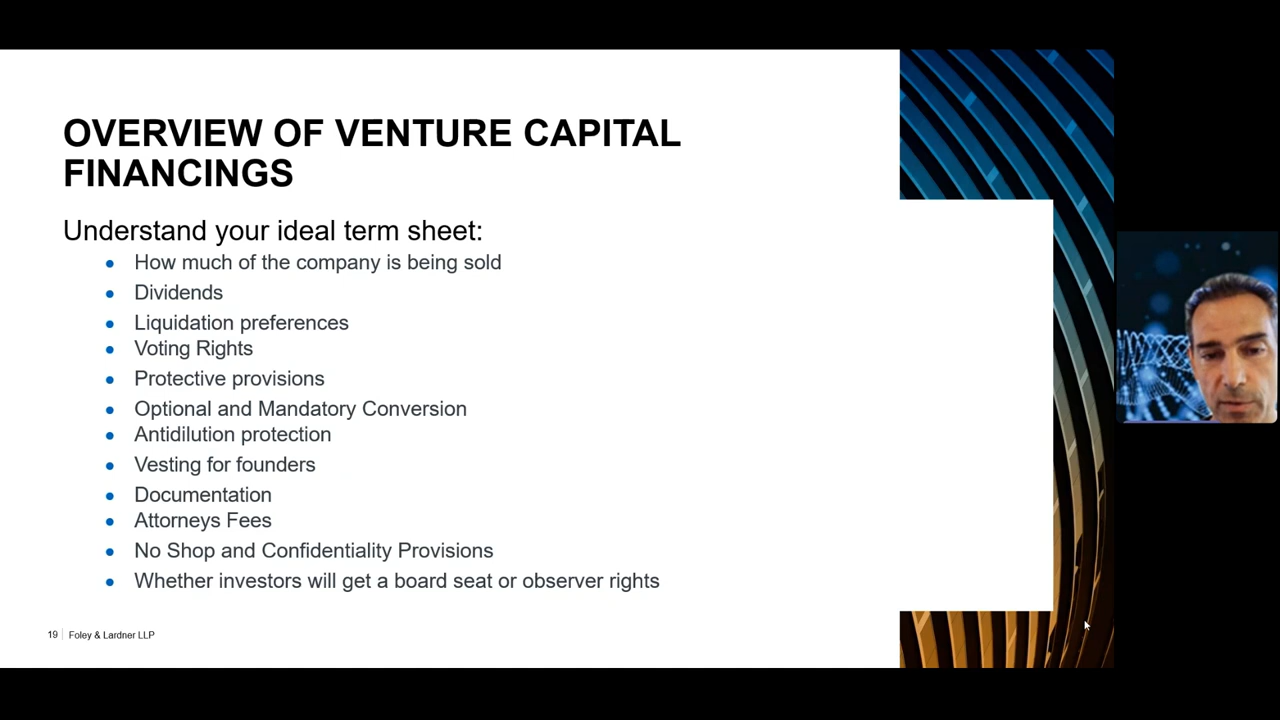 OVERVIEW OF VENTURE CAPITAL
FINANCINGS
Understand your ideal term sheet:
How much of the company is being sold
Dividends
Liquidation preferences
Voting Rights
Protective provisions
Optional and Mandatory Conversion
Antidilution protection
Vesting for founders
Documentation
Attorneys Fees
No Shop and Confidentiality Provisions
Whether investors will get a board seat or observer rights
19 | Foley & Lardner LLP